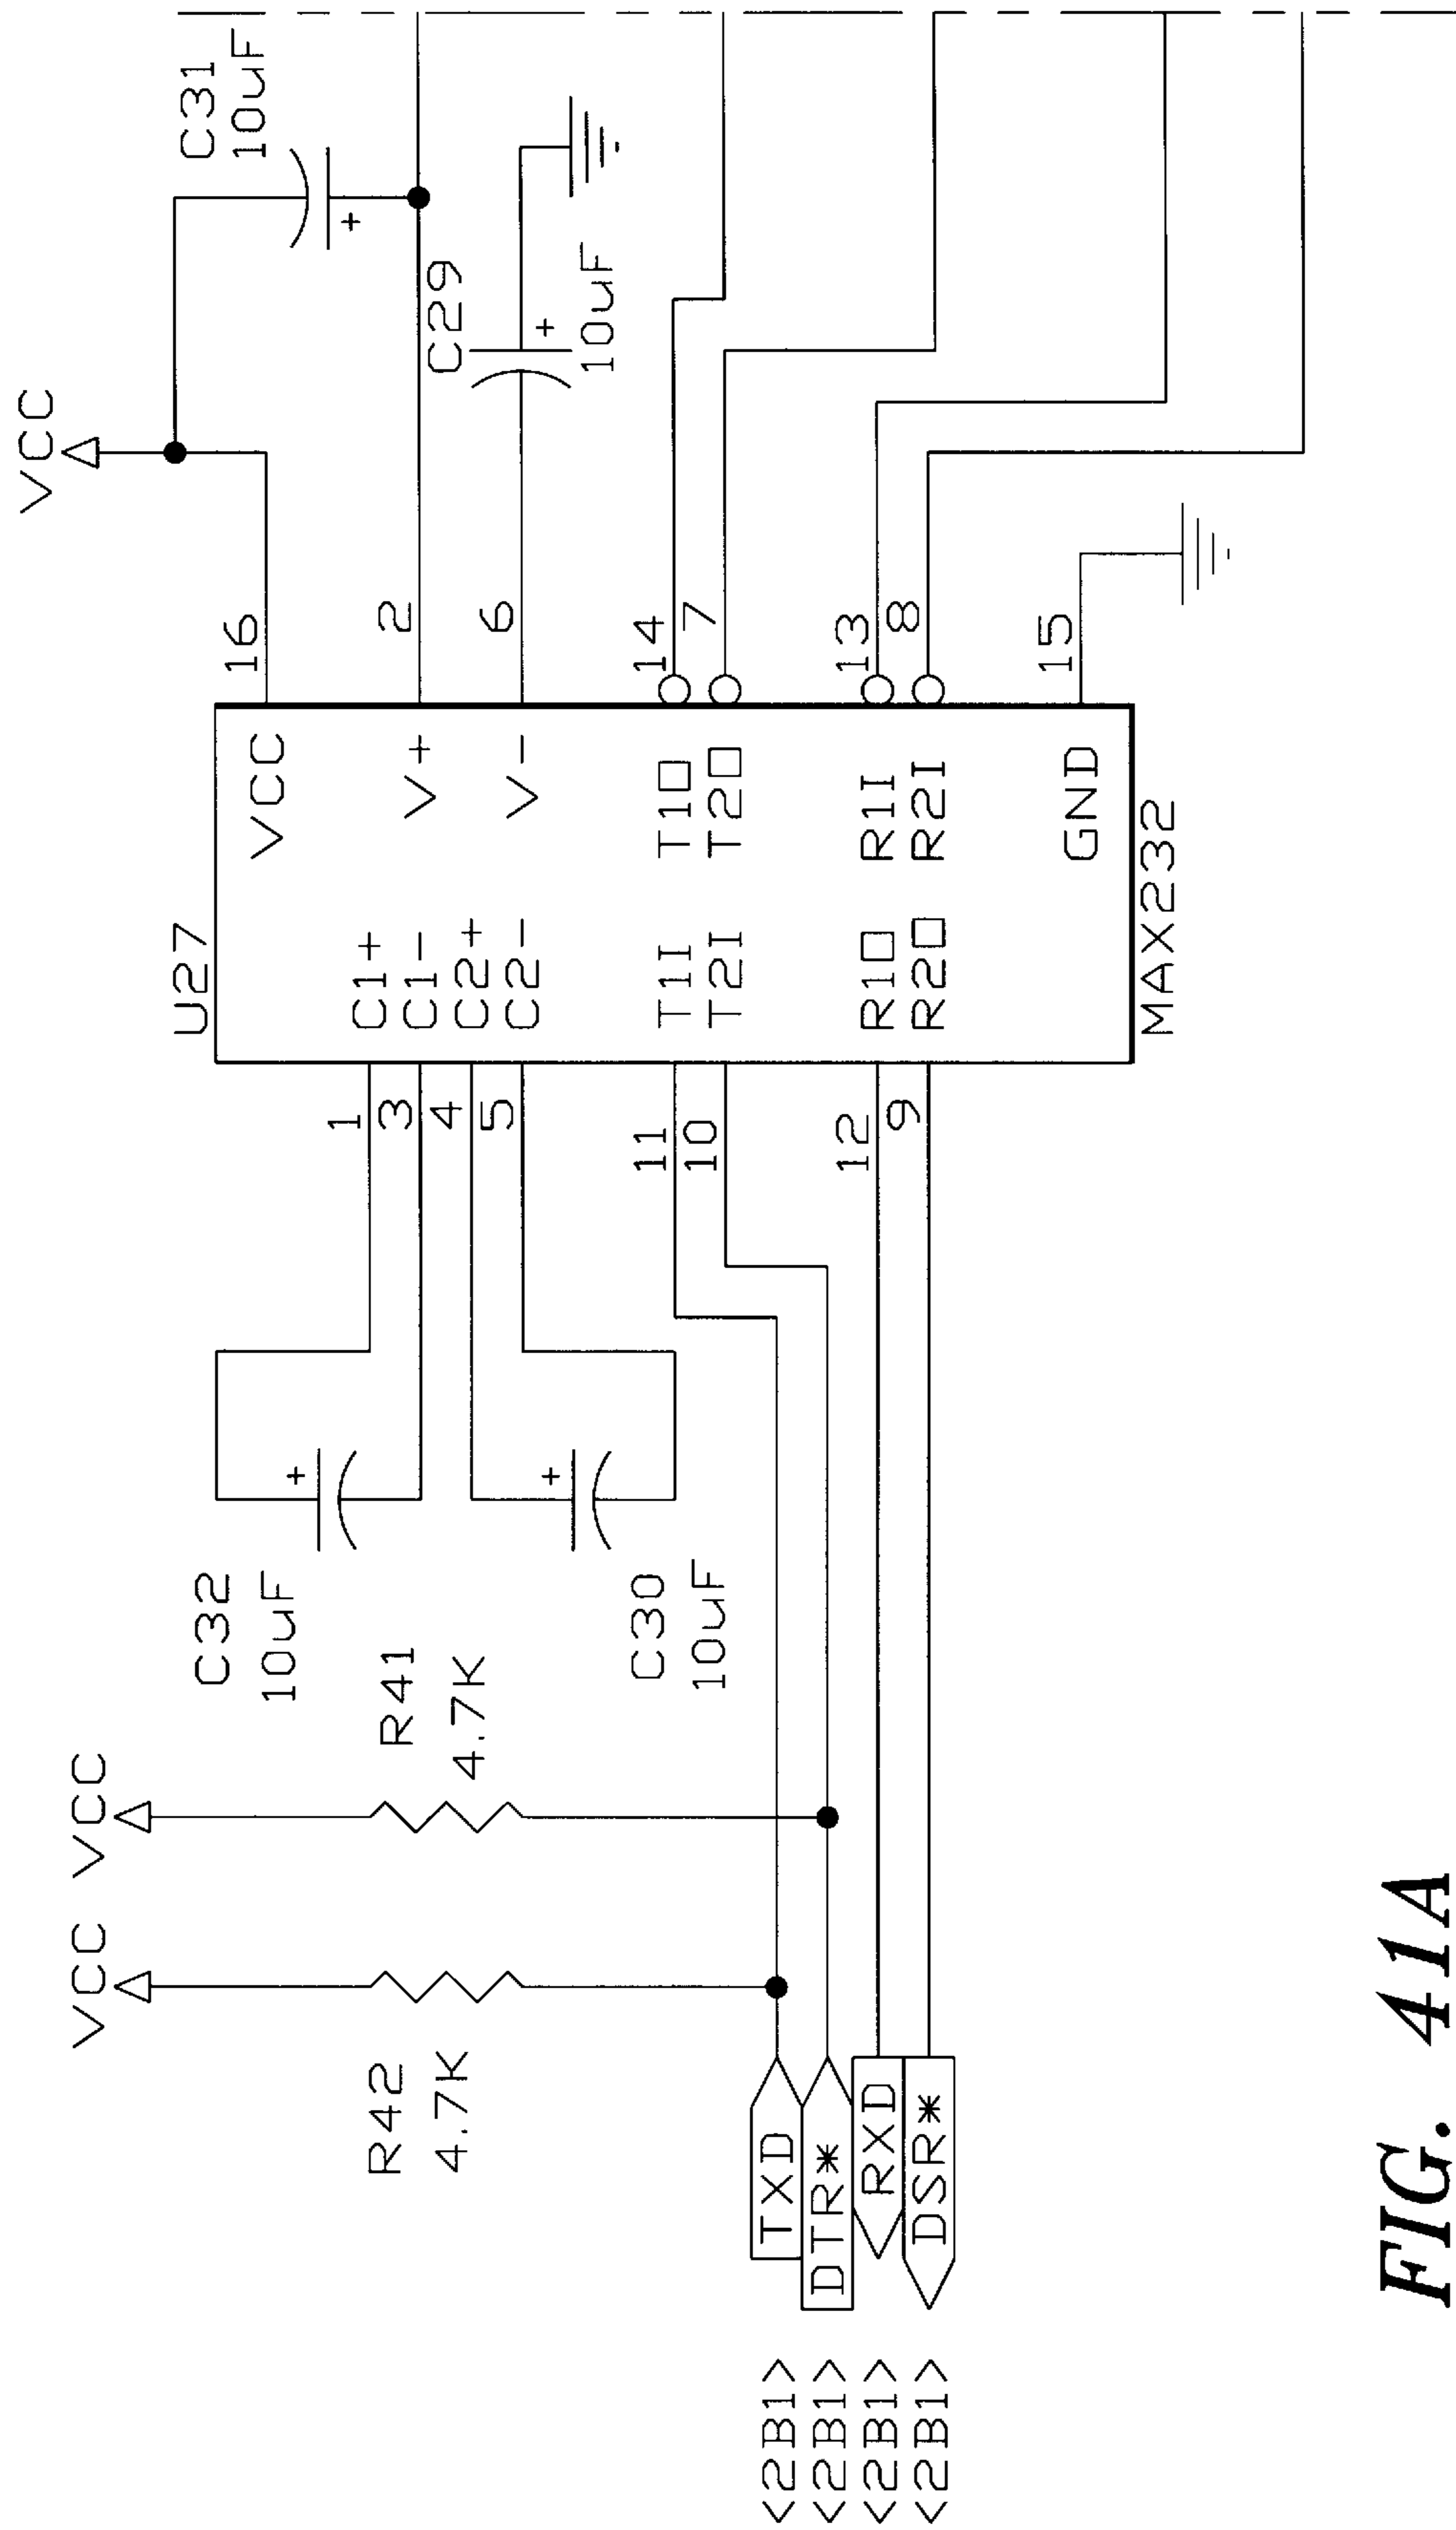 VCC
VCC
VCC
C31
10uF
R42
4.7K
R41
4.7K
C32
10uF
C30
10uF
C29
10uF
U27
1
3
4
5
11
10
12
9
C1+
C1-
C2+
C2-
T1I
T2I
R1O
R2O
VCC
V+
V-
T1O
T2O
R1I
R2I
GND
16
2
6
14
7
13
8
15
MAX232
<2B1> TXD
<2B1> DTR*
<2B1> RXD
<2B1> DSR*
FIG. 41A